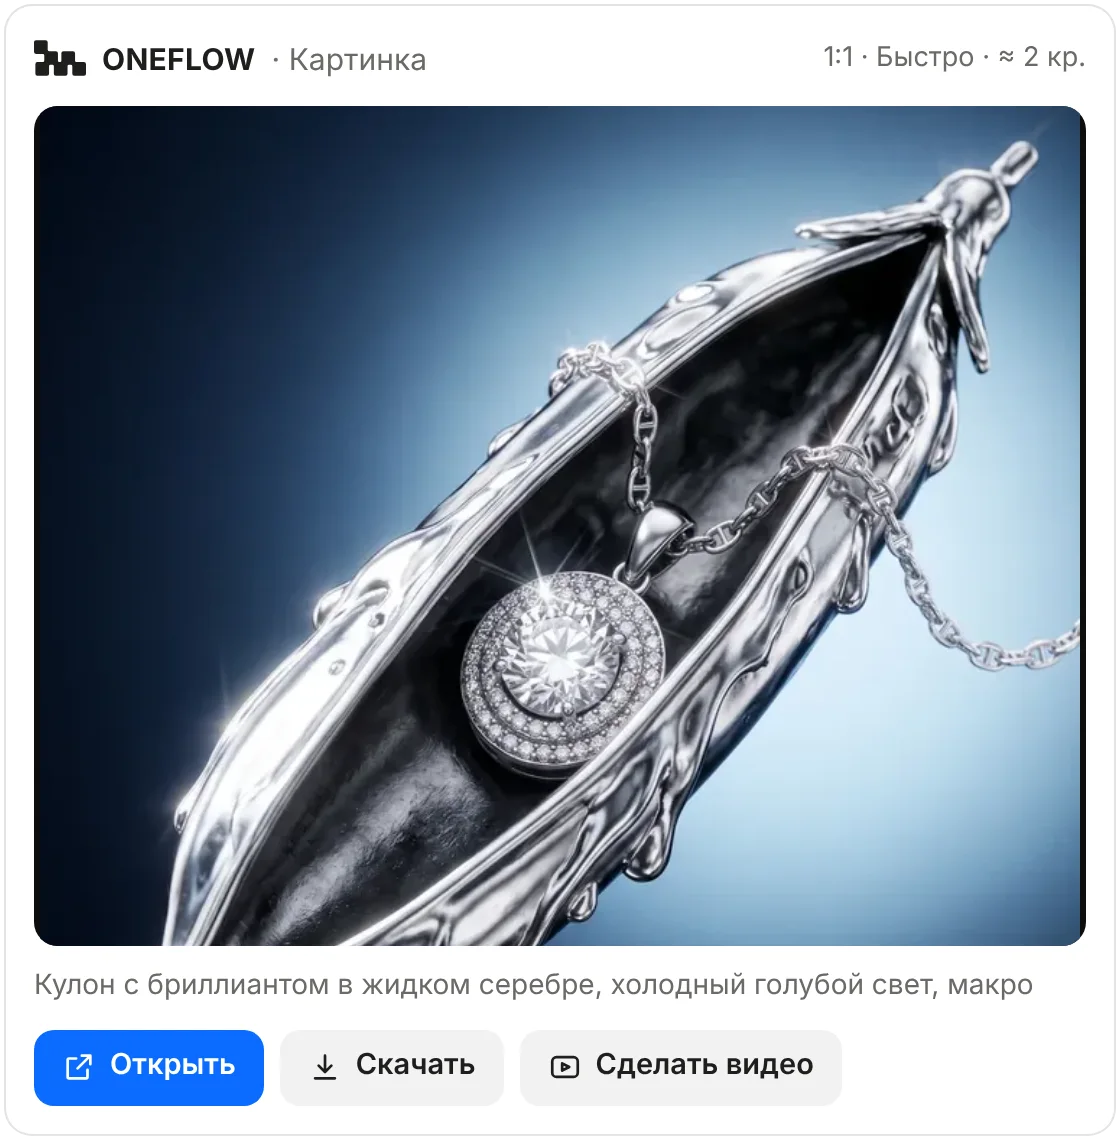 ONEFLOW · Картинка
1:1 · Быстро · ≈ 2 кр.
Кулон с бриллиантом в жидком серебре, холодный голубой свет, макро
Открыть
Скачать
Сделать видео